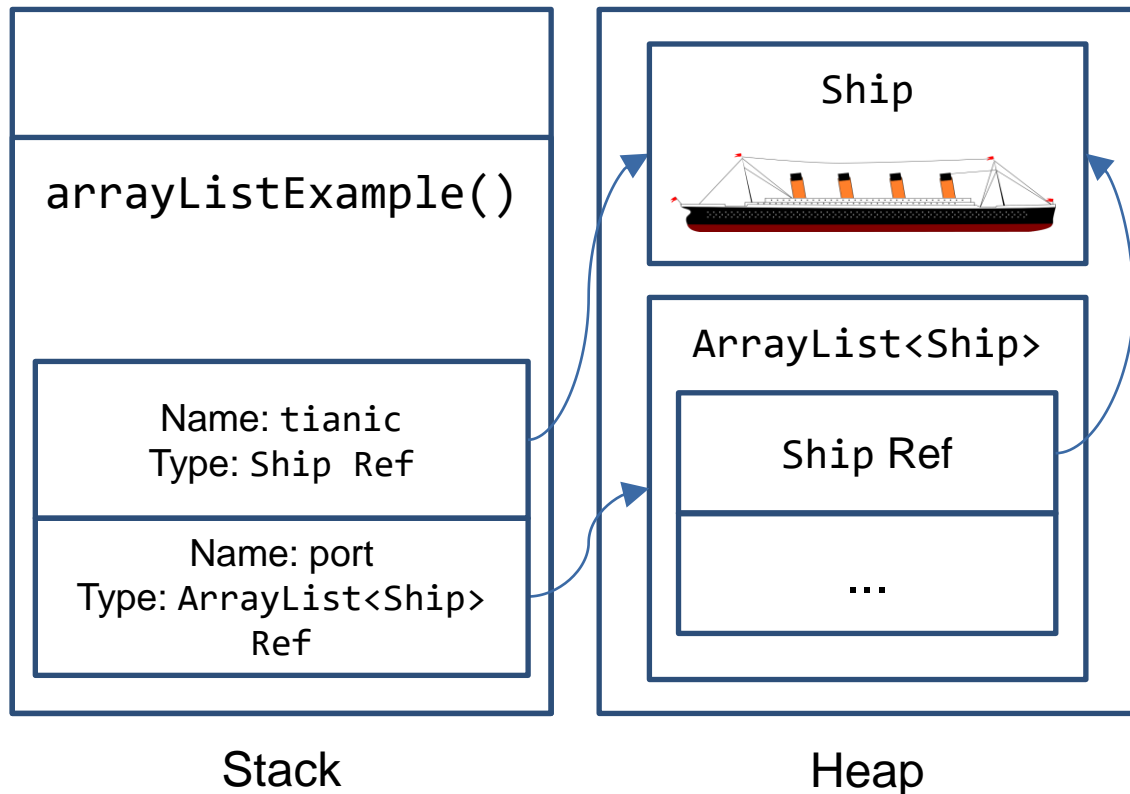 arrayListExample()
Name: tianic
Type: Ship Ref
Name: port
Type: ArrayList<Ship>
Ref
Stack
Ship
ArrayList<Ship>
Ship Ref
...
Heap